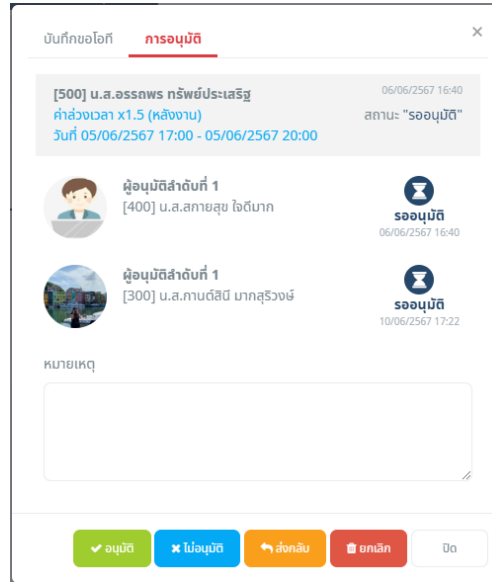 บันทึกขอโอที การอนุมัติ ×
[500] น.ส.อรรถพร ทรัพย์ประเสริฐ 06/06/2567 16:40
ค่าล่วงเวลา x1.5 (หลังงาน) สถานะ "รออนุมัติ"
วันที่ 05/06/2567 17:00 - 05/06/2567 20:00
ผู้อนุมัติลำดับที่ 1
[400] น.ส.สกายสุข ใจดีมาก
รออนุมัติ
06/06/2567 16:40
ผู้อนุมัติลำดับที่ 1
[300] น.ส.กานต์สินี มากสุริวงษ์
รออนุมัติ
10/06/2567 17:22
หมายเหตุ
อนุมัติ ไม่อนุมัติ ส่งกลับ ยกเลิก ปิด